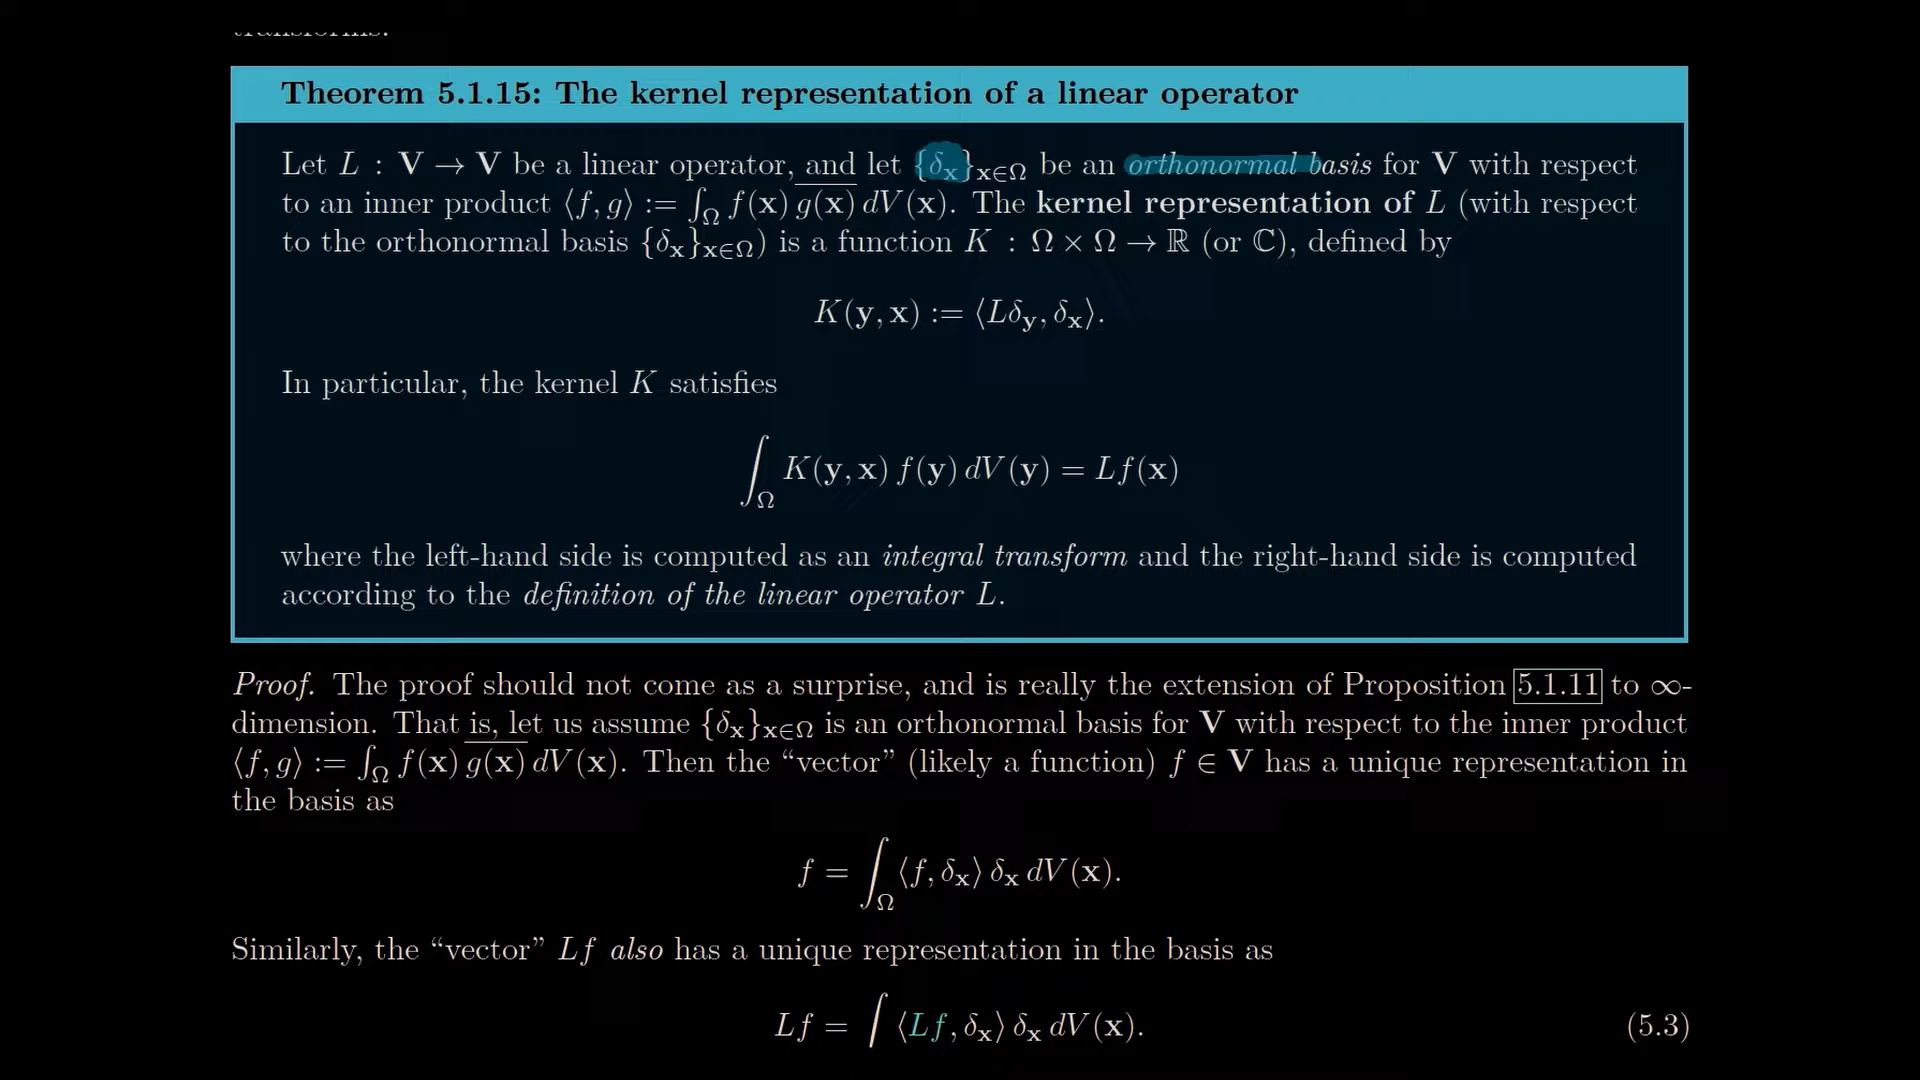 Theorem 5.1.15: The kernel representation of a linear operator
Let L : V → V be a linear operator, and let {δ_x}_{x∈Ω} be an orthonormal basis for V with respect
to an inner product ⟨f, g⟩ := ∫_Ω f(x) \overline{g(x)} dV(x). The kernel representation of L (with respect
to the orthonormal basis {δ_x}_{x∈Ω}) is a function K : Ω × Ω → ℝ (or ℂ), defined by
K(y, x) := ⟨Lδ_y, δ_x⟩.
In particular, the kernel K satisfies
∫_Ω K(y, x) f(y) dV(y) = Lf(x)
where the left-hand side is computed as an integral transform and the right-hand side is computed
according to the definition of the linear operator L.
Proof. The proof should not come as a surprise, and is really the extension of Proposition 5.1.11 to ∞-
dimension. That is, let us assume {δ_x}_{x∈Ω} is an orthonormal basis for V with respect to the inner product
⟨f, g⟩ := ∫_Ω f(x) \overline{g(x)} dV(x). Then the “vector” (likely a function) f ∈ V has a unique representation in
the basis as
f = ∫_Ω ⟨f, δ_x⟩ δ_x dV(x).
Similarly, the “vector” Lf also has a unique representation in the basis as
Lf = ∫ ⟨Lf, δ_x⟩ δ_x dV(x). (5.3)